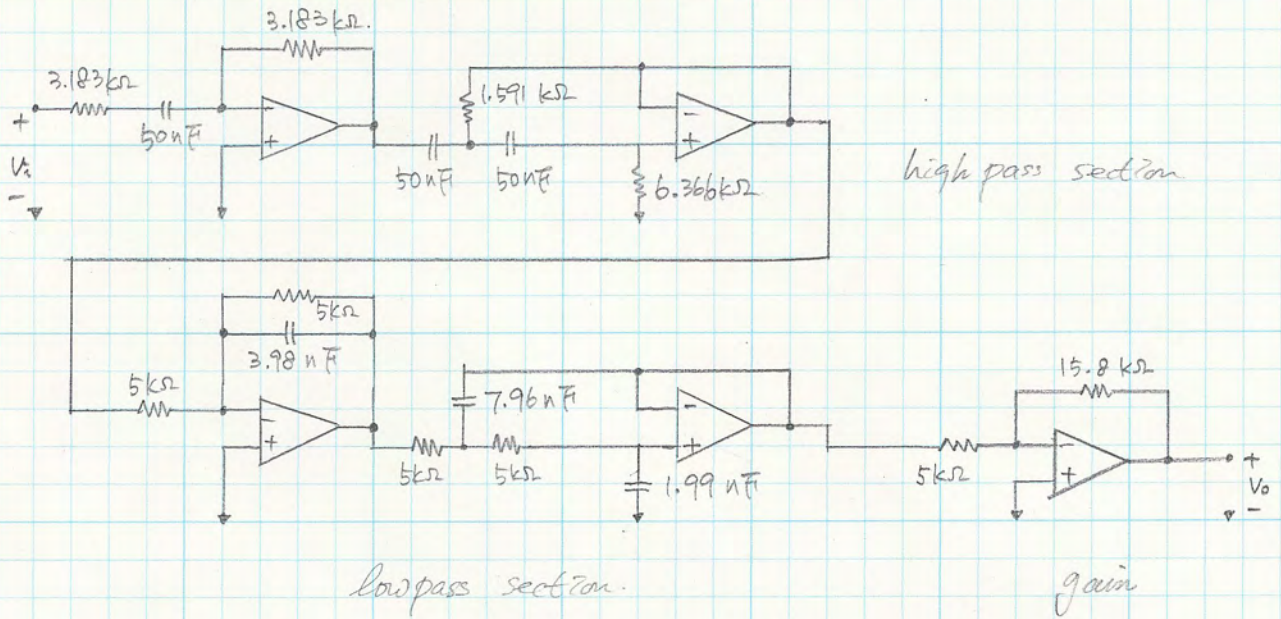 3.183kΩ.
3.183kΩ
50nF
+
Vi
-
-
+
1.591 kΩ
50nF
50nF
-
+
6.366kΩ
high pass section
5kΩ
3.98 nF
5kΩ
-
+
7.96nF
5kΩ
5kΩ
-
+
1.99 nF
15.8 kΩ
5kΩ
-
+
+
Vo
-
lowpass section.
gain